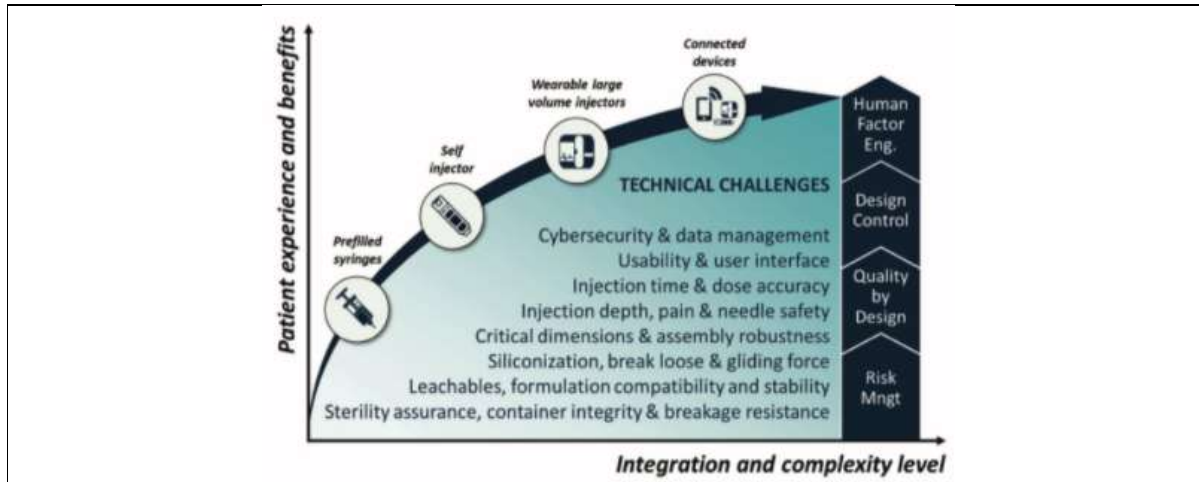 Patient experience and benefits
Connected
devices
Wearable large
volume injectors
Self
injector
Prefilled
syringes
TECHNICAL CHALLENGES
Cybersecurity & data management
Usability & user interface
Injection time & dose accuracy
Injection depth, pain & needle safety
Critical dimensions & assembly robustness
Siliconization, break loose & gliding force
Leachables, formulation compatibility and stability
Sterility assurance, container integrity & breakage resistance
Human
Factor
Eng.
Design
Control
Quality
by
Design
Risk
Mngt
Integration and complexity level